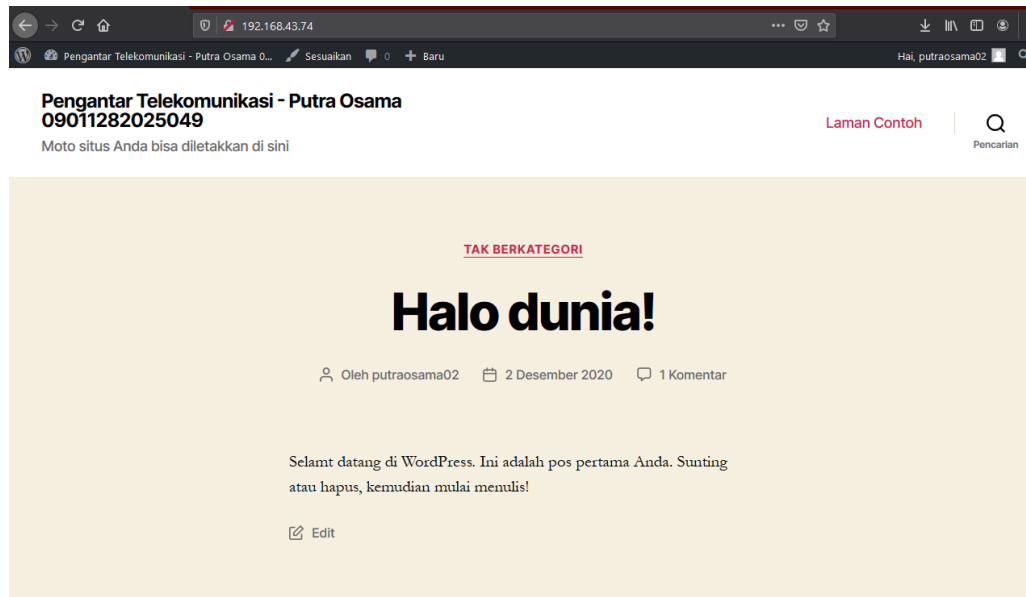 192.168.43.74
Pengantar Telekomunikasi - Putra Osama 0... Sesuaikan 0 + Baru Hai, putraosama02
Pengantar Telekomunikasi - Putra Osama
09011282025049
Moto situs Anda bisa diletakkan di sini
Laman Contoh
Pencarian
TAK BERKATEGORI
Halo dunia!
Oleh putraosama02 2 Desember 2020 1 Komentar
Selamt datang di WordPress. Ini adalah pos pertama Anda. Sunting
atau hapus, kemudian mulai menulis!
Edit